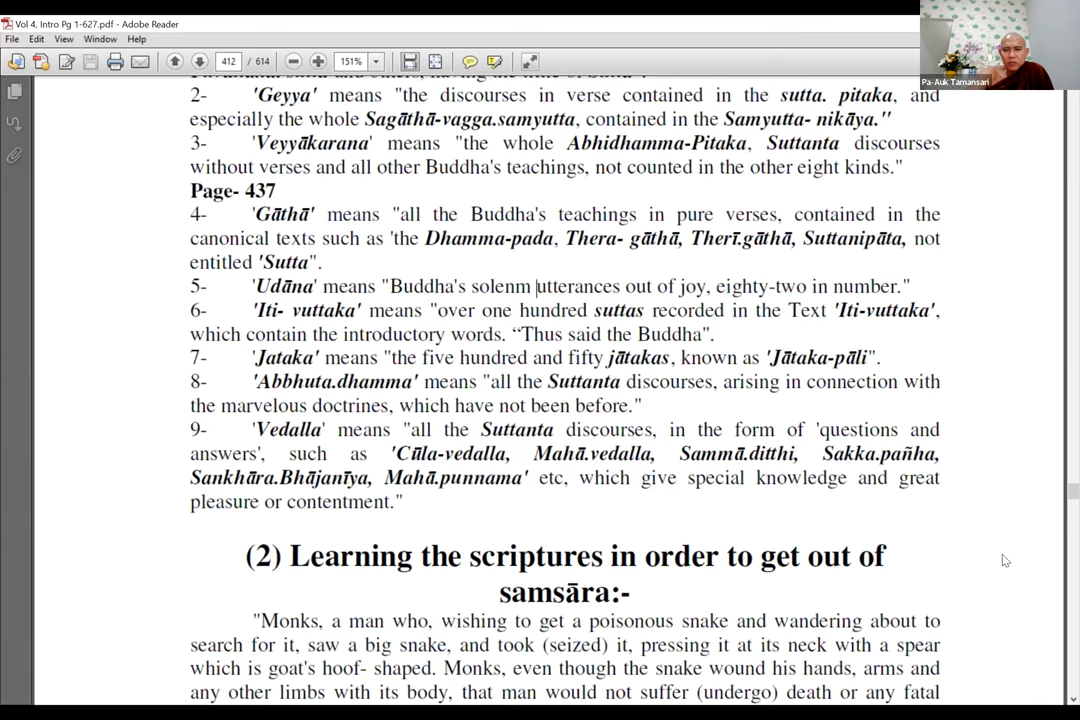 Vol 4, Intro Pg 1-627.pdf - Adobe Reader
File Edit View Window Help
412 / 614 151%
Pa-Auk Tamansari
2- 'Geyya' means "the discourses in verse contained in the sutta. pitaka, and
especially the whole Sagāthā-vagga.samyutta, contained in the Samyutta- nikāya."
3- 'Veyyākarana' means "the whole Abhidhamma-Pitaka, Suttanta discourses
without verses and all other Buddha's teachings, not counted in the other eight kinds."
Page- 437
4- 'Gāthā' means "all the Buddha's teachings in pure verses, contained in the
canonical texts such as 'the Dhamma-pada, Thera- gāthā, Therī.gāthā, Suttanipāta, not
entitled 'Sutta".
5- 'Udāna' means "Buddha's solenm utterances out of joy, eighty-two in number."
6- 'Iti- vuttaka' means "over one hundred suttas recorded in the Text 'Iti-vuttaka',
which contain the introductory words. “Thus said the Buddha".
7- 'Jataka' means "the five hundred and fifty jātakas, known as 'Jātaka-pāli".
8- 'Abbhuta.dhamma' means "all the Suttanta discourses, arising in connection with
the marvelous doctrines, which have not been before."
9- 'Vedalla' means "all the Suttanta discourses, in the form of 'questions and
answers', such as 'Cūla-vedalla, Mahā.vedalla, Sammā.ditthi, Sakka.pañha,
Sankhāra.Bhājanīya, Mahā.punnama' etc, which give special knowledge and great
pleasure or contentment."
(2) Learning the scriptures in order to get out of
samsāra:-
"Monks, a man who, wishing to get a poisonous snake and wandering about to
search for it, saw a big snake, and took (seized) it, pressing it at its neck with a spear
which is goat's hoof- shaped. Monks, even though the snake wound his hands, arms and
any other limbs with its body, that man would not suffer (undergo) death or any fatal